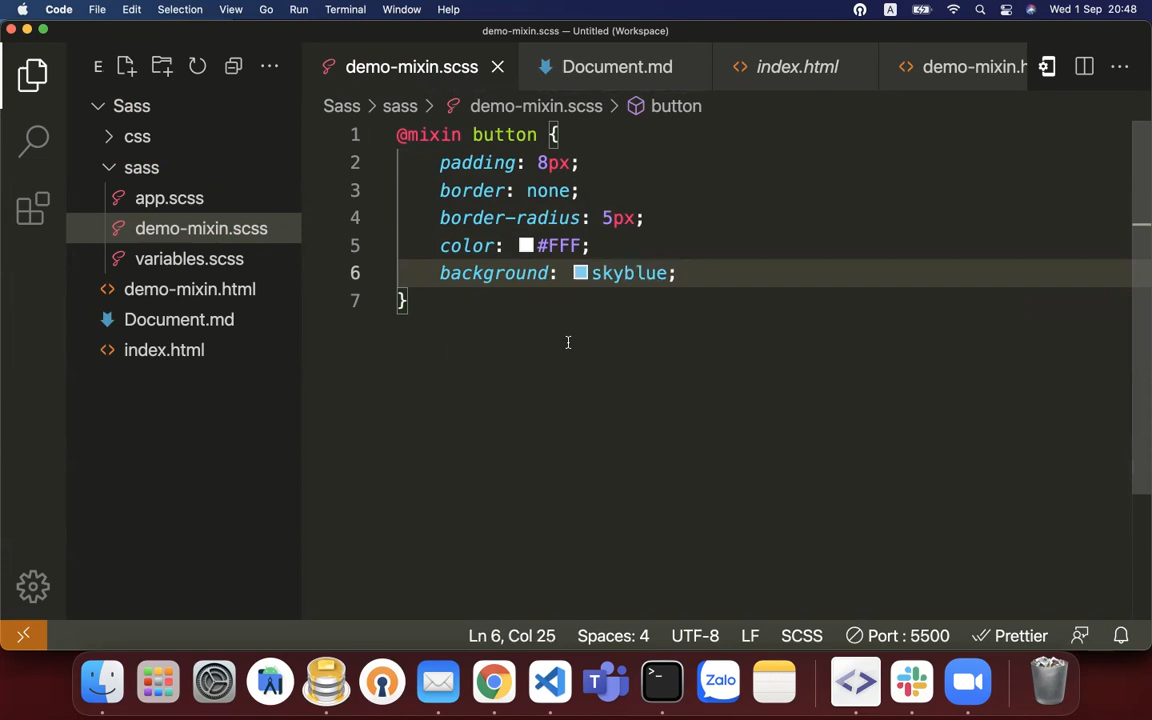 Code File Edit Selection View Go Run Terminal Window Help A Wed 1 Sep 20:48
demo-mixin.scss — Untitled (Workspace)
E
demo-mixin.scss Document.md index.html demo-mixin.h
Sass
Sass > sass > demo-mixin.scss > button
css
sass
app.scss
demo-mixin.scss
variables.scss
demo-mixin.html
Document.md
index.html
1 @mixin button {
2 padding: 8px;
3 border: none;
4 border-radius: 5px;
5 color: #FFF;
6 background: skyblue;
7 }
Ln 6, Col 25 Spaces: 4 UTF-8 LF SCSS Port : 5500 Prettier
Zalo